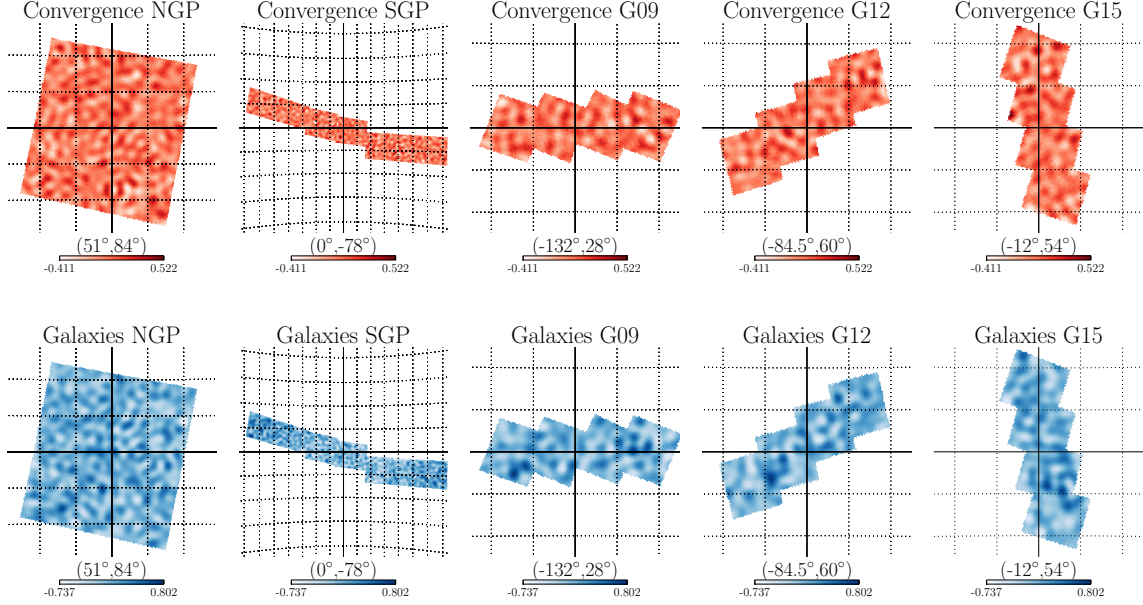 Convergence NGP
Convergence SGP
Convergence G09
Convergence G12
Convergence G15
(51°,84°)
(0°,-78°)
(-132°,28°)
(-84.5°,60°)
(-12°,54°)
-0.411 0.522
-0.411 0.522
-0.411 0.522
-0.411 0.522
-0.411 0.522
Galaxies NGP
Galaxies SGP
Galaxies G09
Galaxies G12
Galaxies G15
(51°,84°)
(0°,-78°)
(-132°,28°)
(-84.5°,60°)
(-12°,54°)
-0.737 0.802
-0.737 0.802
-0.737 0.802
-0.737 0.802
-0.737 0.802